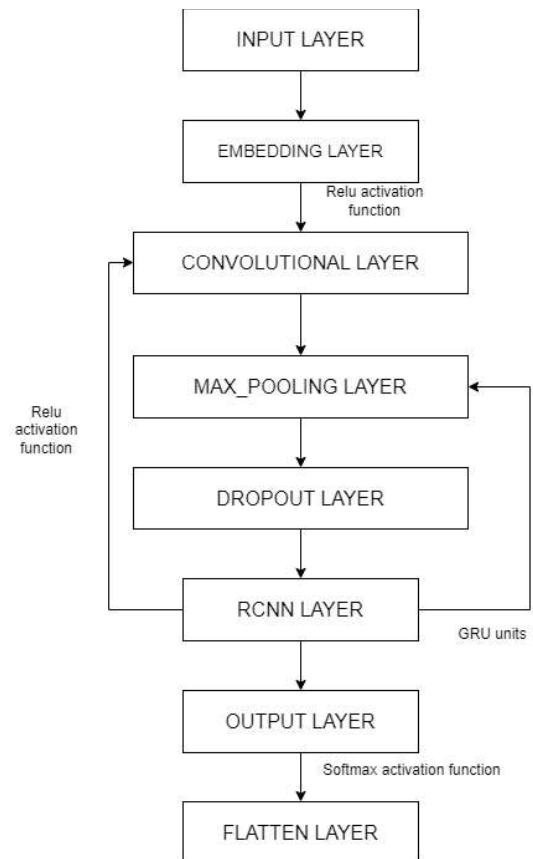 INPUT LAYER
EMBEDDING LAYER
Relu activation
function
CONVOLUTIONAL LAYER
MAX_POOLING LAYER
Relu
activation
function
DROPOUT LAYER
RCNN LAYER
GRU units
OUTPUT LAYER
Softmax activation function
FLATTEN LAYER